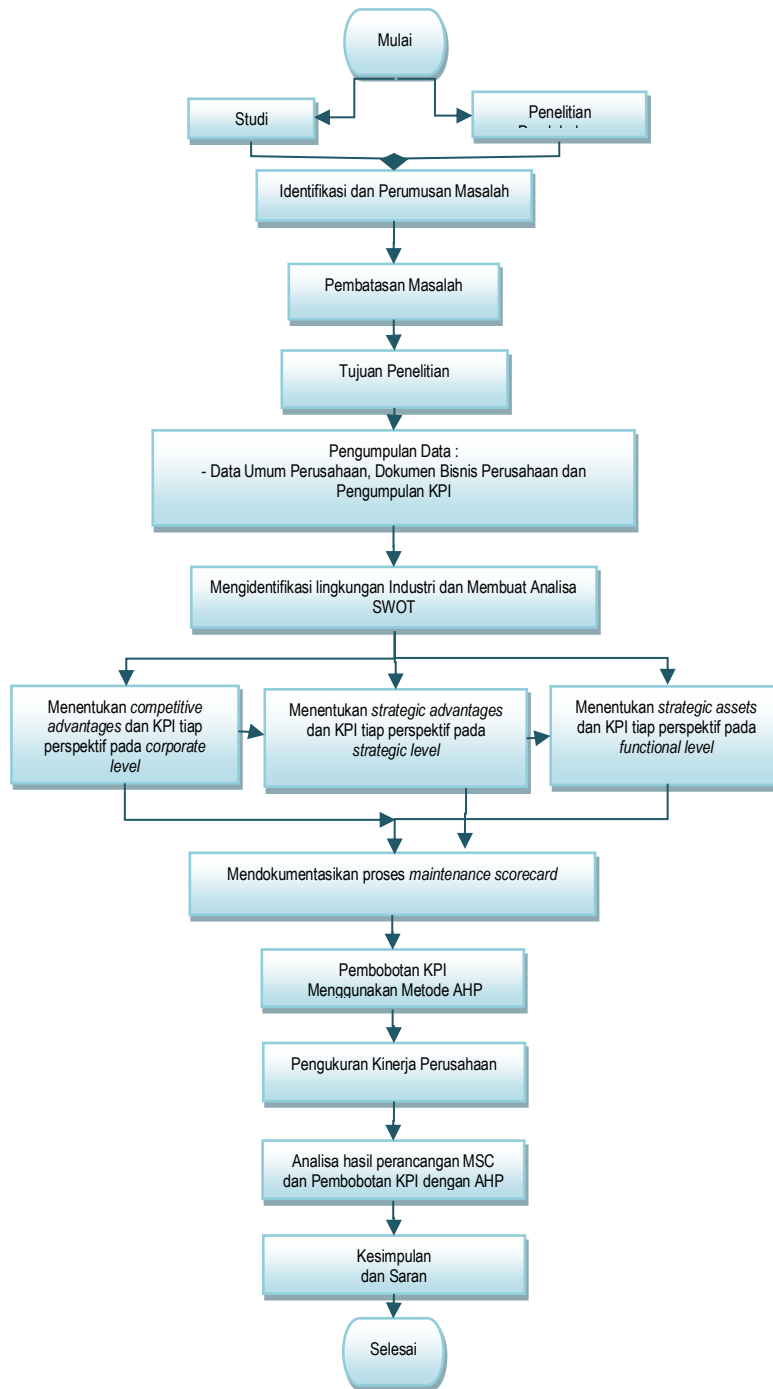 Mulai
Studi
Penelitian
Identifikasi dan Perumusan Masalah
Pembatasan Masalah
Tujuan Penelitian
Pengumpulan Data :
- Data Umum Perusahaan, Dokumen Bisnis Perusahaan dan
Pengumpulan KPI
Mengidentifikasi lingkungan Industri dan Membuat Analisa
SWOT
Menentukan competitive
advantages dan KPI tiap
perspektif pada corporate
level
Menentukan strategic advantages
dan KPI tiap perspektif pada
strategic level
Menentukan strategic assets
dan KPI tiap perspektif pada
functional level
Mendokumentasikan proses maintenance scorecard
Pembobotan KPI
Menggunakan Metode AHP
Pengukuran Kinerja Perusahaan
Analisa hasil perancangan MSC
dan Pembobotan KPI dengan AHP
Kesimpulan
dan Saran
Selesai